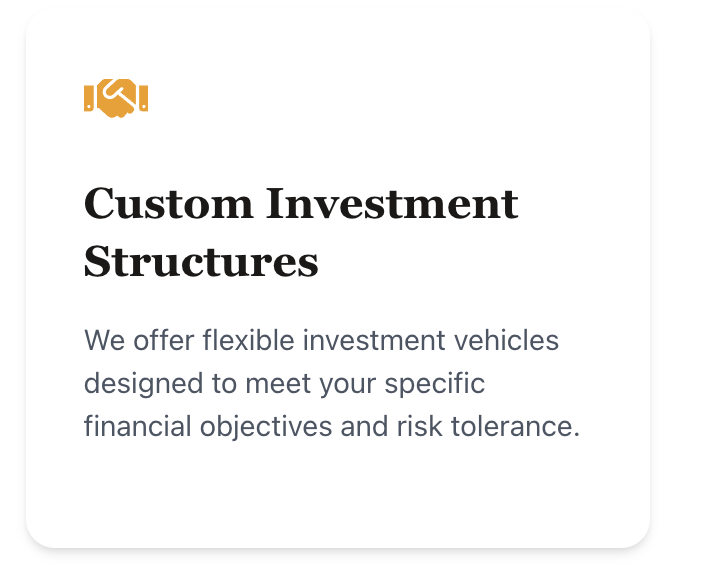 Custom Investment
Structures
We offer flexible investment vehicles
designed to meet your specific
financial objectives and risk tolerance.